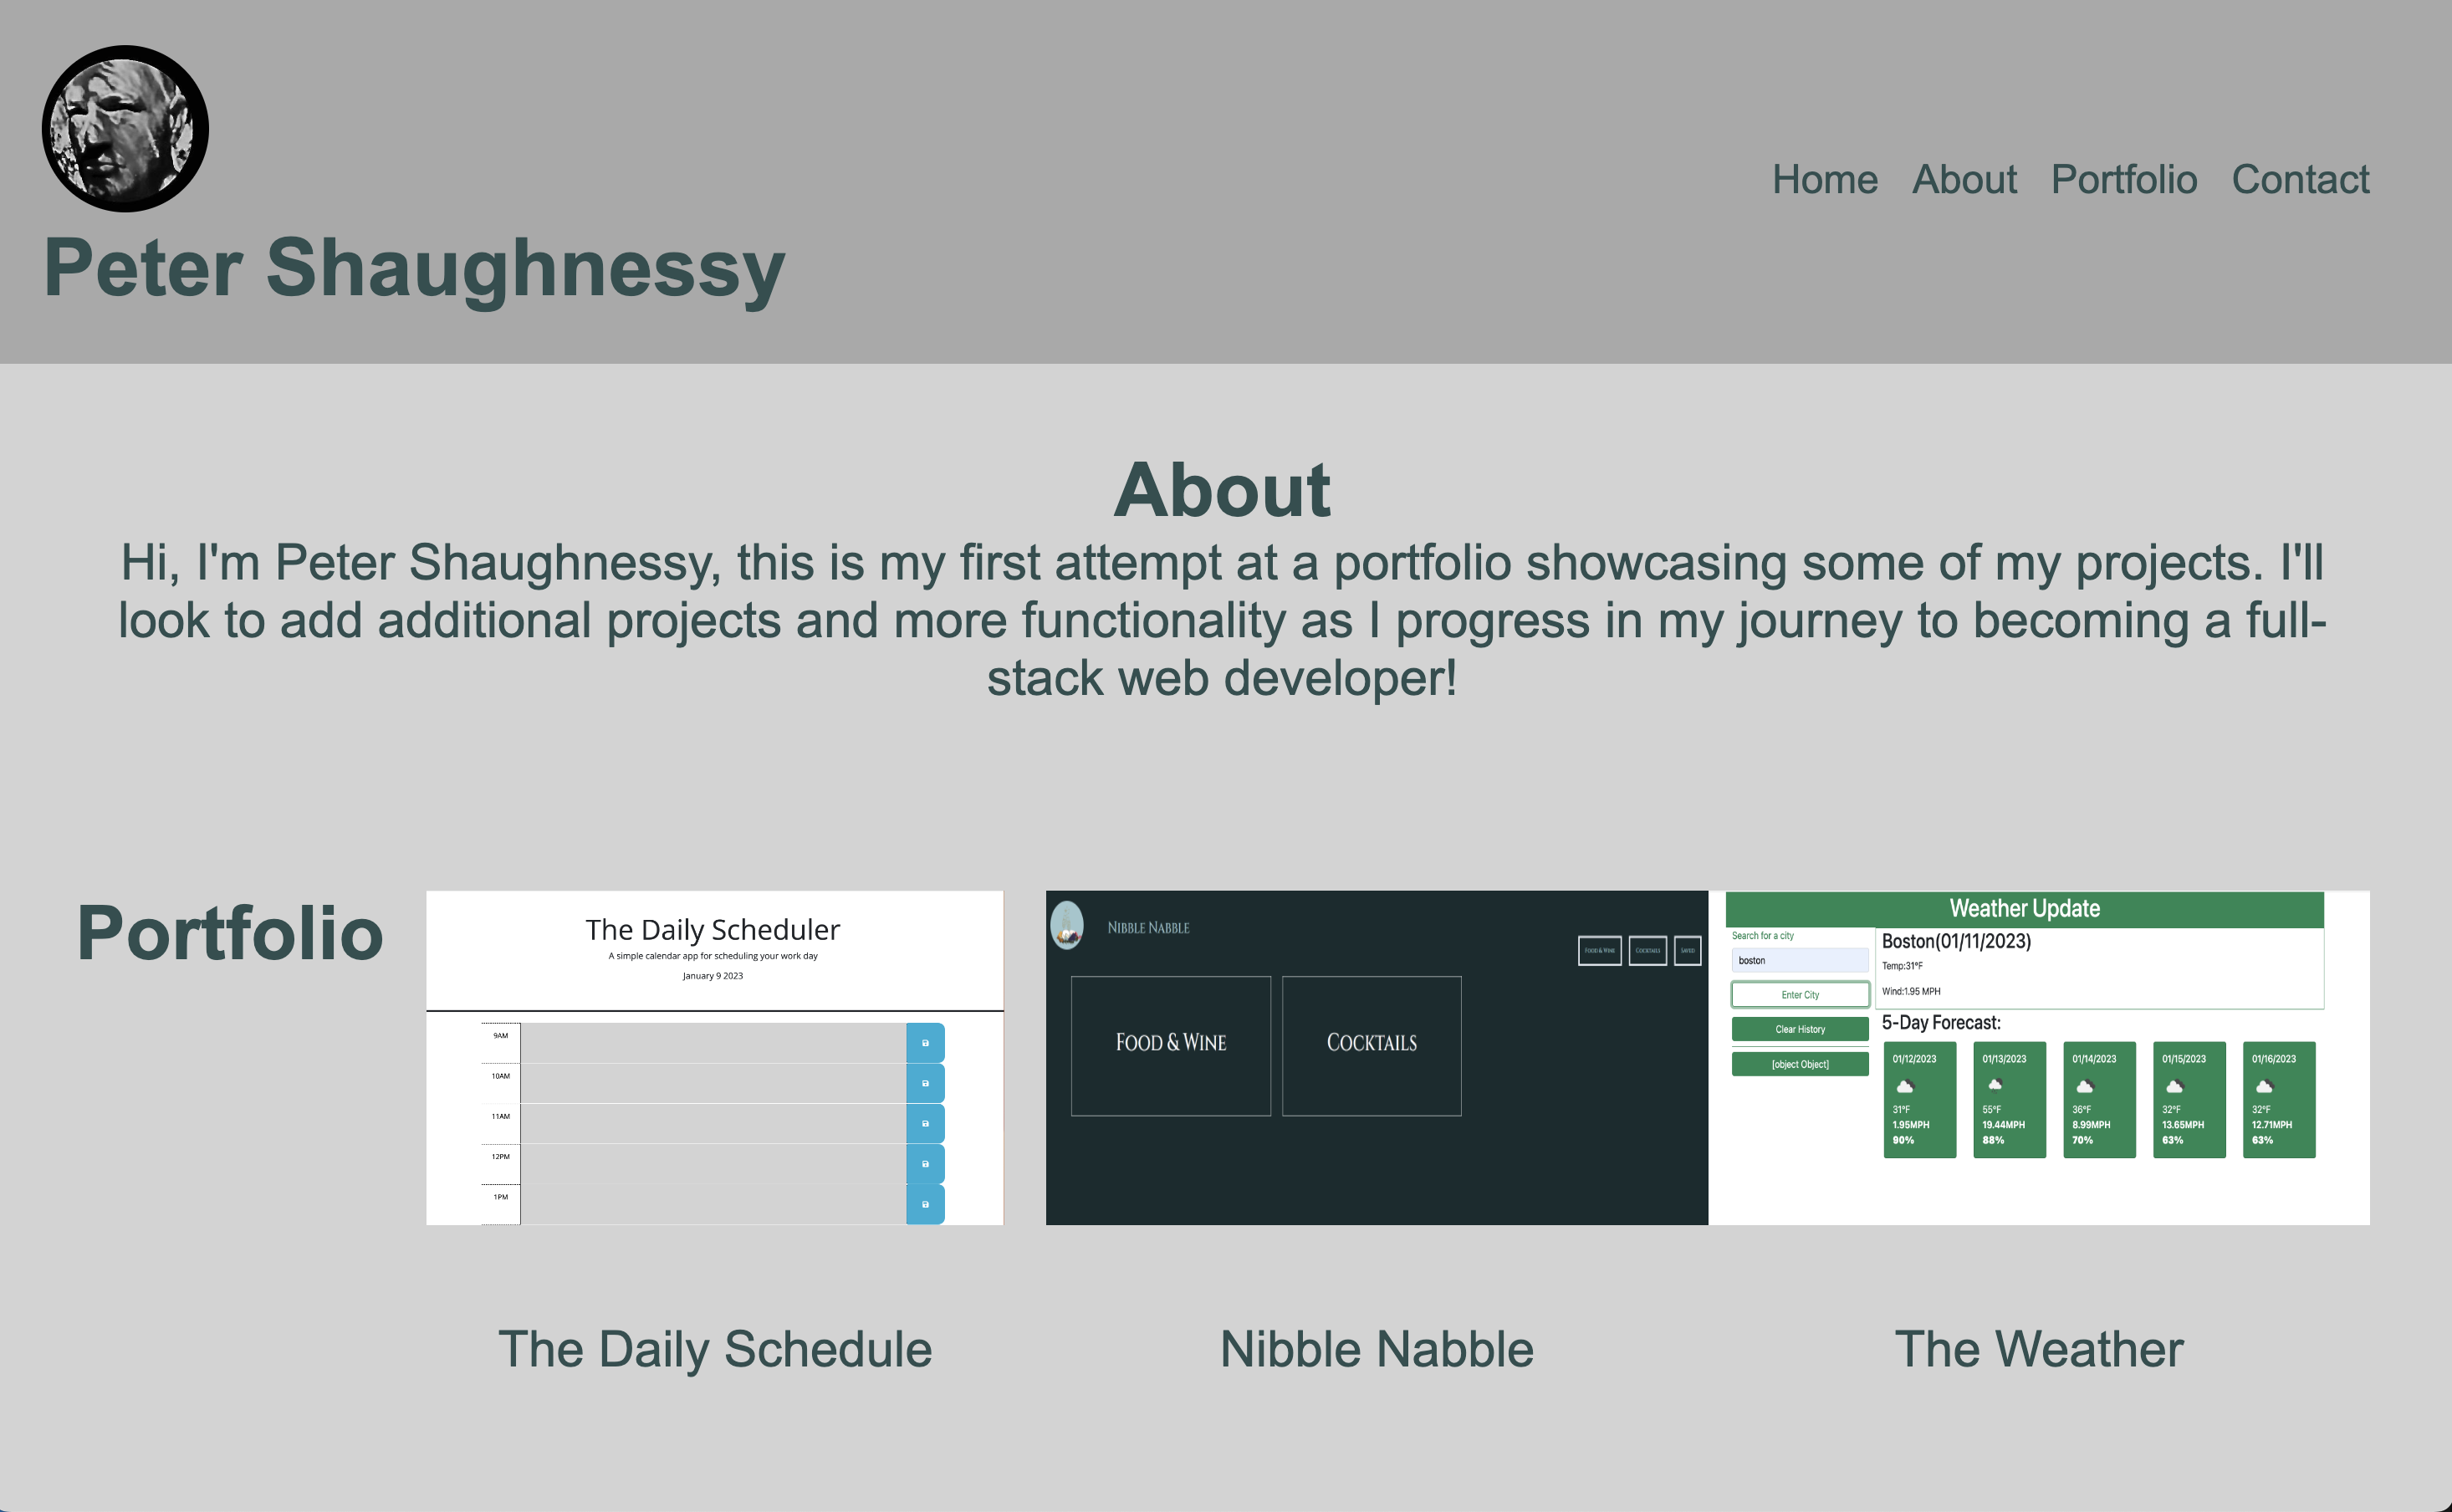 Home About Portfolio Contact
Peter Shaughnessy
About
Hi, I'm Peter Shaughnessy, this is my first attempt at a portfolio showcasing some of my projects. I'll
look to add additional projects and more functionality as I progress in my journey to becoming a full-
stack web developer!
Portfolio
The Daily Scheduler
A simple calendar app for scheduling your work day
January 9 2023
9AM
10AM
11AM
12PM
1PM
Nibble Nabble
Food & Wine Cocktails Saved
Food & Wine
Cocktails
Weather Update
Search for a city
boston
Enter City
Clear History
[object Object]
Boston(01/11/2023)
Temp:31°F
Wind:1.95 MPH
5-Day Forecast:
01/12/2023 01/13/2023 01/14/2023 01/15/2023 01/16/2023
31°F 55°F 36°F 32°F 32°F
1.95MPH 19.44MPH 8.99MPH 13.65MPH 12.71MPH
90% 88% 70% 63% 63%
The Daily Schedule
Nibble Nabble
The Weather